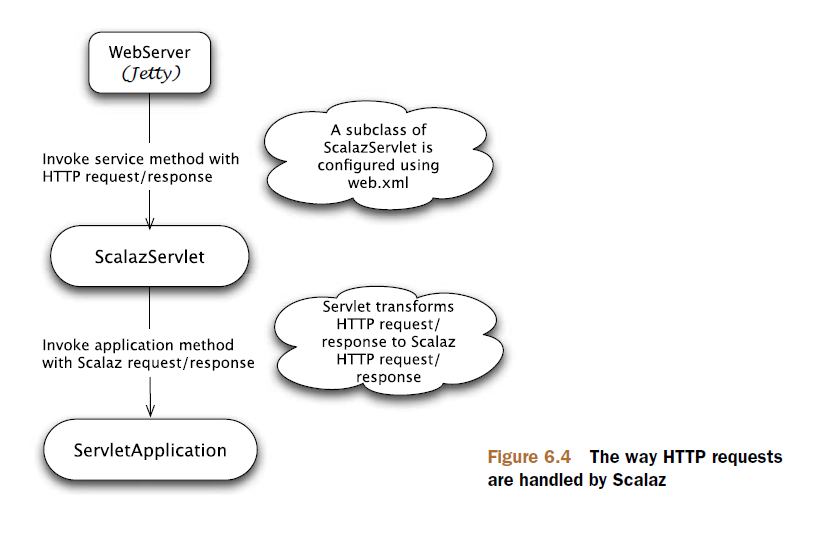 WebServer
(Jetty)
A subclass of
ScalazServlet is
configured using
web.xml
Invoke service method with
HTTP request/response
ScalazServlet
Servlet transforms
HTTP request/
response to Scalaz
HTTP request/
response
Invoke application method
with Scalaz request/response
ServletApplication
Figure 6.4 The way HTTP requests
are handled by Scalaz